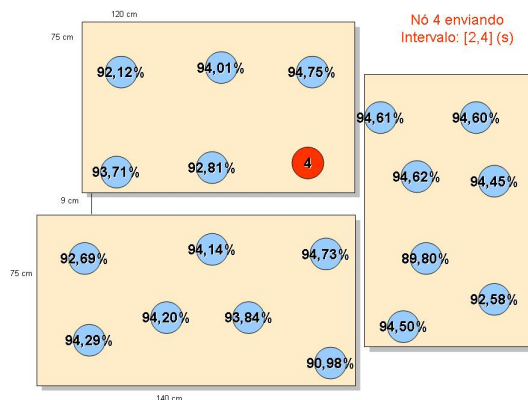 120 cm
75 cm
Nó 4 enviando
Intervalo: [2,4] (s)
92,12%
94,01%
94,75%
93,71%
92,81%
4
94,61%
94,60%
94,62%
94,45%
89,80%
92,58%
94,50%
9 cm
75 cm
92,69%
94,14%
94,73%
94,20%
93,84%
94,29%
90,98%
140 cm